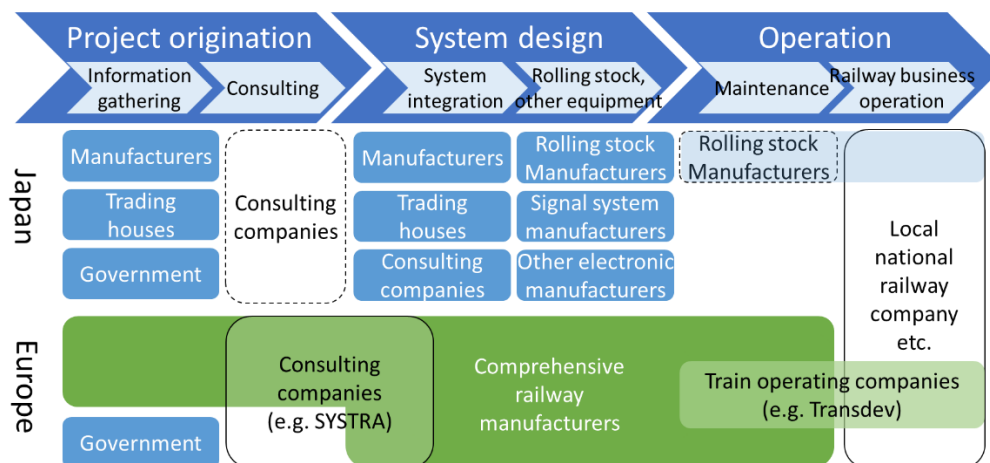 Project origination
System design
Operation
Information
gathering
Consulting
System
integration
Rolling stock,
other equipment
Maintenance
Railway business
operation
Japan
Manufacturers
Trading
houses
Government
Consulting
companies
Manufacturers
Trading
houses
Consulting
companies
Rolling stock
Manufacturers
Signal system
manufacturers
Other electronic
manufacturers
Rolling stock
Manufacturers
Local
national
railway
company
etc.
Europe
Government
Consulting
companies
(e.g. SYSTRA)
Comprehensive
railway
manufacturers
Train operating companies
(e.g. Transdev)